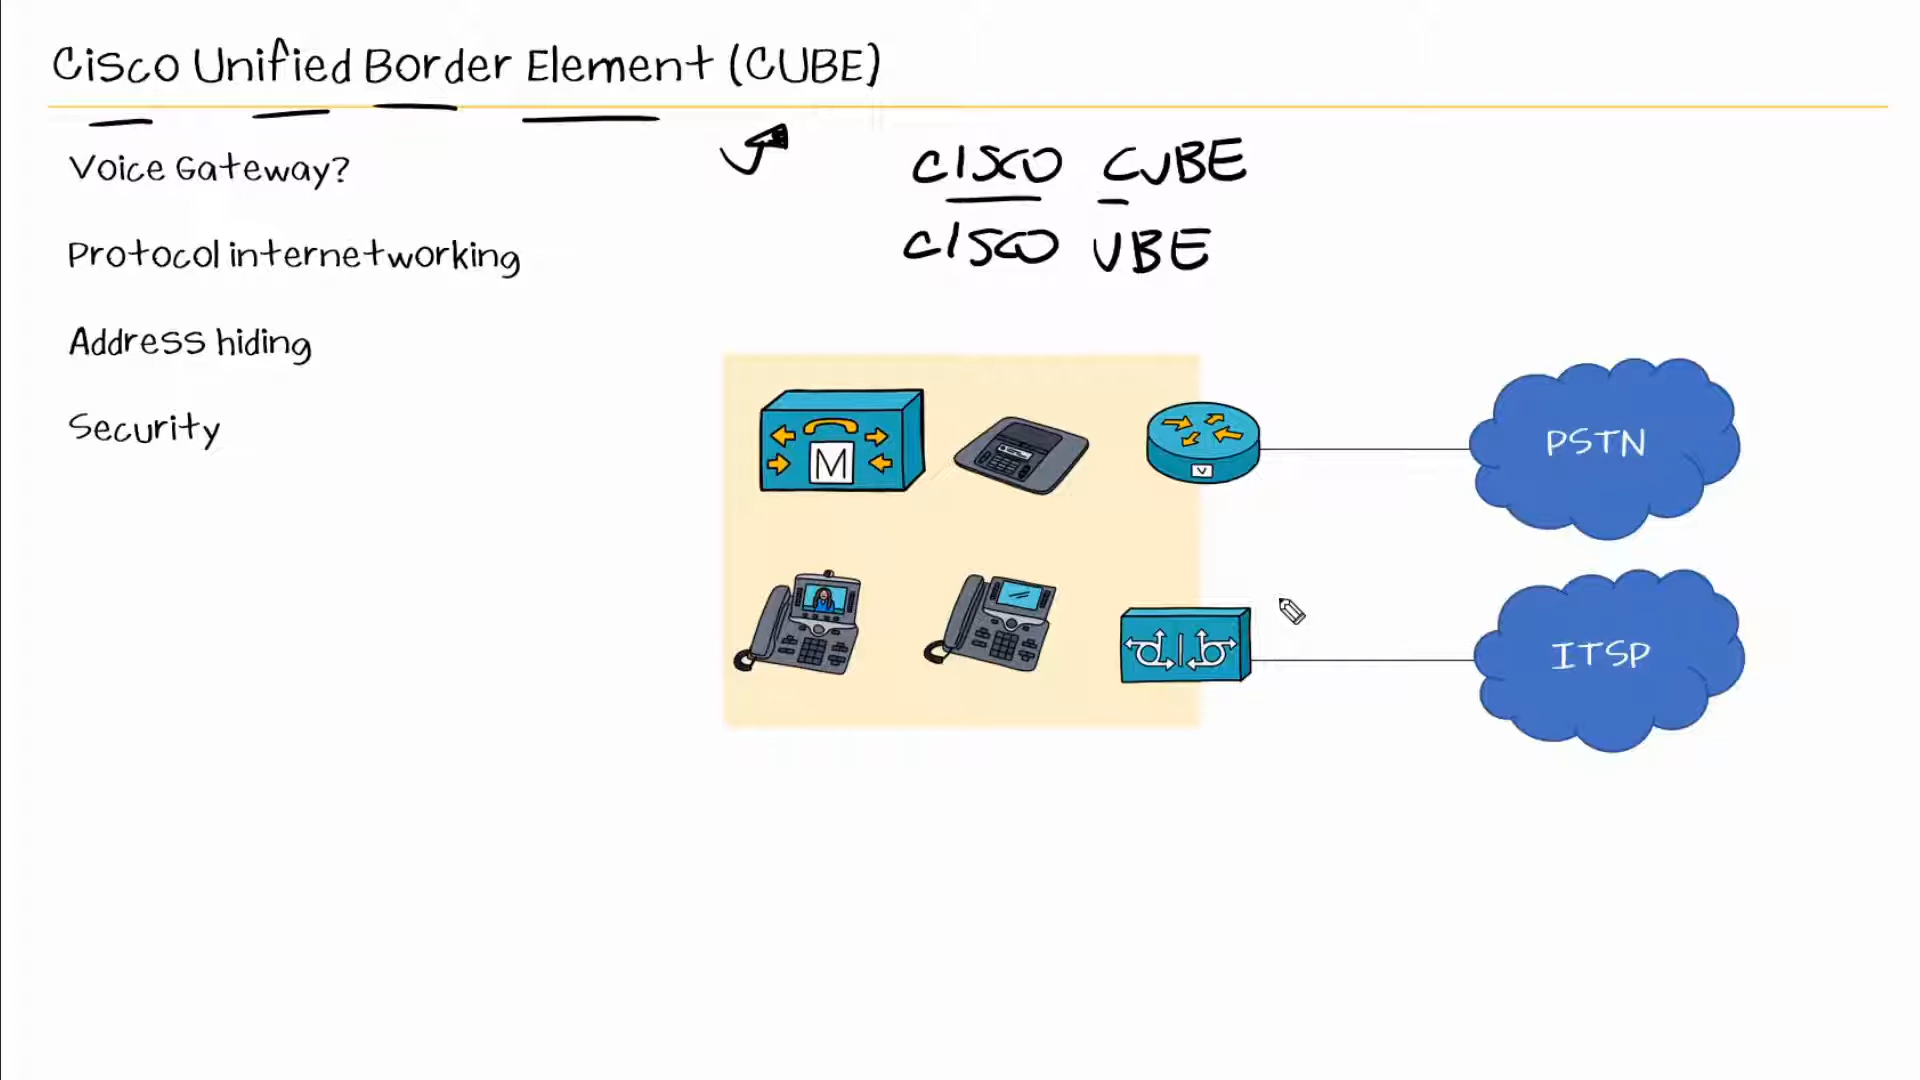 Cisco Unified Border Element (CUBE)
Voice Gateway?
CISCO CUBE
CISCO UBE
Protocol internetworking
Address hiding
Security
M
V
PSTN
ITSP